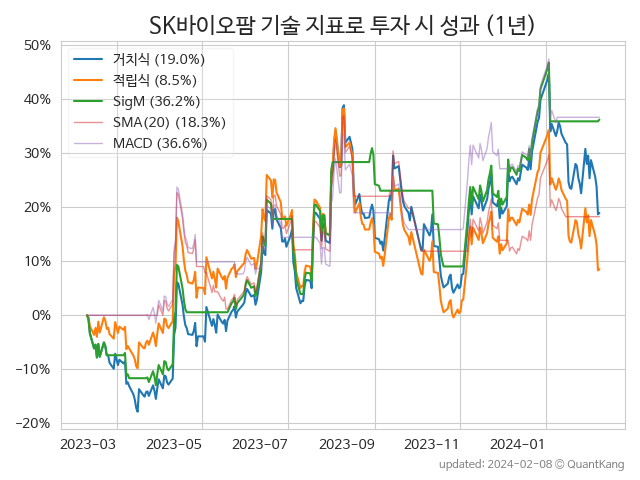 SK바이오팜 기술 지표로 투자 시 성과 (1년)
50%
40%
30%
20%
10%
0%
−10%
−20%
거치식 (19.0%)
적립식 (8.5%)
SigM (36.2%)
SMA(20) (18.3%)
MACD (36.6%)
2023-03 2023-05 2023-07 2023-09 2023-11 2024-01
updated: 2024-02-08 © QuantKang